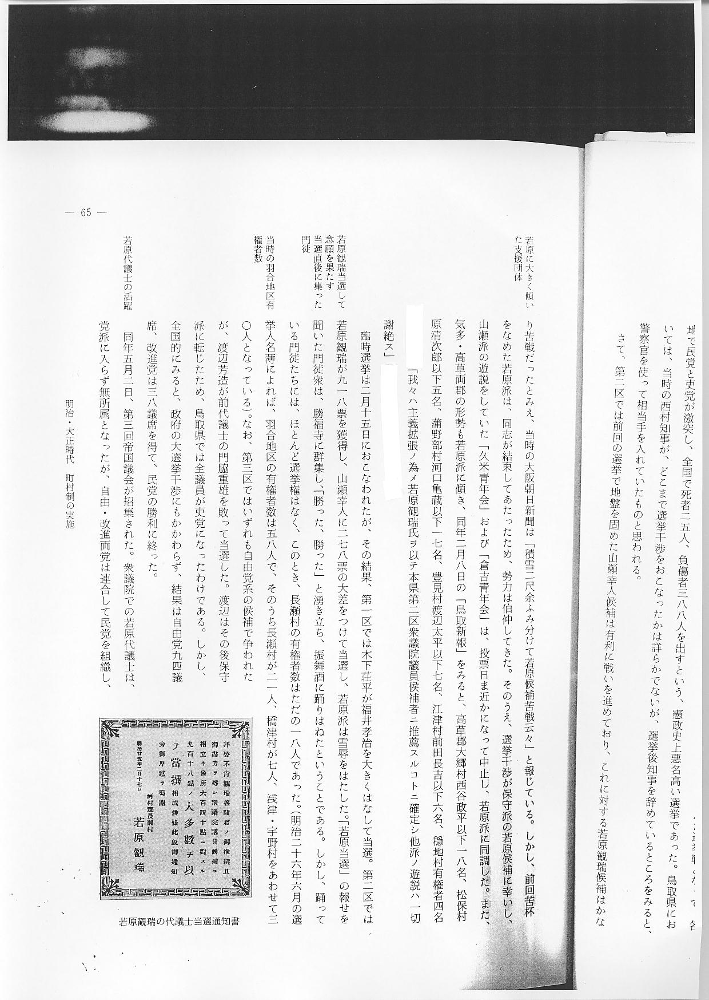 地で民党と吏党が激突し、全国で死者二五人、負傷者三八八人を出すという、憲政史上悪名高い選挙であった。鳥取県にお
いては、当時の西村知事が、どこまで選挙干渉をおこなったかは詳らかでないが、選挙後知事を辞めているところをみると、
警察官を使って相当手を入れていたものと思われる。
さて、第二区では前回の選挙で地盤を固めた山瀬幸人候補は有利に戦いを進めており、これに対する若原観瑞候補はかな
若原に大きく傾い
た支援団体
り苦戦だったとみえ、当時の大阪朝日新聞は「積雪二尺余ふみ分けて若原候補苦戦云々」と報じている。しかし、前回苦杯
をなめた若原派は、同志が結束してあたったため、勢力は伯仲してきた。そのうえ、選挙干渉が保守派の若原候補に幸いし、
山瀬派の遊説をしていた「久米青年会」および「倉吉青年会」は、投票日ま近かになって中止し、若原派に同調した。また、
気多・高草両郡の形勢も若原派に傾き、同年二月八日の「鳥取新報」をみると、高草郡大郷村西谷政平以下一八名、松保村
原清次郎以下五名、蒲野部村河口亀蔵以下一七名、豊見村渡辺太平以下七名、江津村前田長吉以下六名、穏地村有権者四名
「我々ハ主義拡張ノ為メ若原観瑞氏ヲ以テ本県第二区衆議院議員候補者ニ推薦スルコトニ確定シ他派ノ遊説ハ一切
謝絶ス」
若原観瑞当選して
念願を果たす
当選直後に集った
門徒
臨時選挙は二月十五日におこなわれたが、その結果、第一区では木下荘平が福井孝治を大きくはなして当選。第二区では
若原観瑞が九一八票を獲得し、山瀬幸人に二七八票の大差をつけて当選し、若原派は雪辱をはたした。「若原当選」の報せを
聞いた門徒衆は、勝福寺に群集し、「勝った、勝った」と湧き立ち、振舞酒に踊りはねたということである。しかし、踊って
いる門徒たちには、ほとんど選挙権はなく、このとき、長瀬村の有権者数はただの一八人であった。(明治二十六年六月の選
当時の羽合地区有
権者数
挙人名薄によれば、羽合地区の有権者数は五八人で、そのうち長瀬村が二一人、橋津村が七人、浅津・宇野村をあわせて三
〇人となっている)。なお、第三区ではいずれも自由党系の候補で争われた
が、渡辺芳造が前代議士の門脇重雄を敗って当選した。渡辺はその後保守
派に転じたため、鳥取県では全議員が吏党になったわけである。しかし、
全国的にみると、政府の大選挙干渉にもかかわらず、結果は自由党九四議
席、改進党は三八議席を得て、民党の勝利に終った。
若原代議士の活躍
同年五月二日、第三回帝国議会が招集された。衆議院での若原代議士は、
党派に入らず無所属となったが、自由・改進両党は連合して民党を組織し、
拜啓不肖観瑞義諸君ノ御推撰且
御盡力ヲ辱シ衆議院議員候補ニ
相立チ候所六百四十點ニ對スル
九百十八點ノ大多數ヲ以
テ當撰相成候條此段御通知
旁御厚意ヲ鳴謝
明治廿五年二月十七日
河村郡長瀬村
若原観瑞
若原観瑞の代議士当選通知書
明治・大正時代　町村制の実施
— 65 —